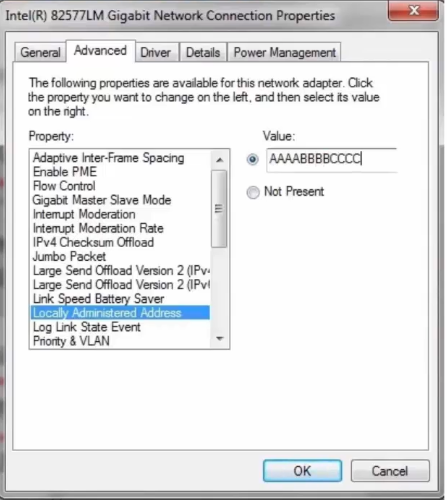 Intel(R) 82577LM Gigabit Network Connection Properties
General Advanced Driver Details Power Management
The following properties are available for this network adapter. Click
the property you want to change on the left, and then select its value
on the right.
Property:
Value:
Adaptive Inter-Frame Spacing
Enable PME
Flow Control
Gigabit Master Slave Mode
Interrupt Moderation
Interrupt Moderation Rate
IPv4 Checksum Offload
Jumbo Packet
Large Send Offload Version 2 (IPv4
Large Send Offload Version 2 (IPv6
Link Speed Battery Saver
Locally Administered Address
Log Link State Event
Priority & VLAN
AAAABBBBCCCC
Not Present
OK
Cancel